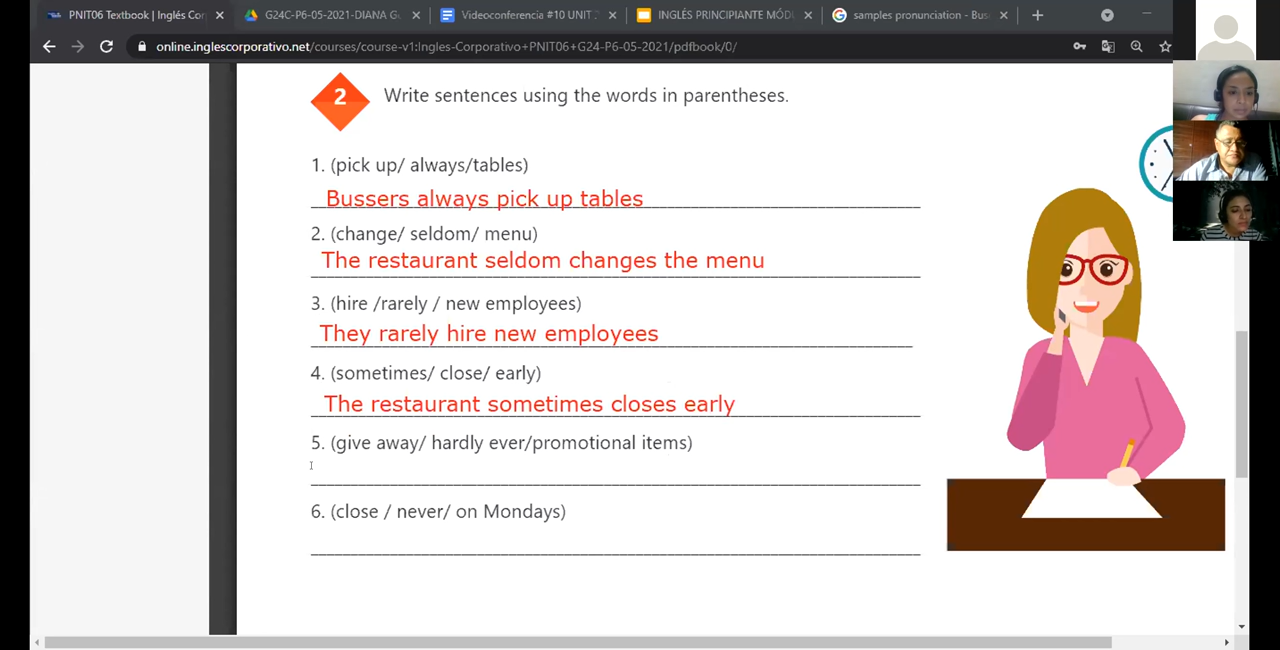 PNIT06 Textbook | Inglés Cor
G24C-P6-05-2021-DIANA G
Videoconferencia #10 UNIT
INGLÉS PRINCIPIANTE MÓDU
samples pronunciation - Bus
online.inglescorporativo.net/courses/course-v1:Ingles-Corporativo+PNIT06+G24-P6-05-2021/pdfbook/0/
2
Write sentences using the words in parentheses.
1. (pick up/ always/tables)
Bussers always pick up tables
2. (change/ seldom/ menu)
The restaurant seldom changes the menu
3. (hire /rarely / new employees)
They rarely hire new employees
4. (sometimes/ close/ early)
The restaurant sometimes closes early
5. (give away/ hardly ever/promotional items)
6. (close / never/ on Mondays)